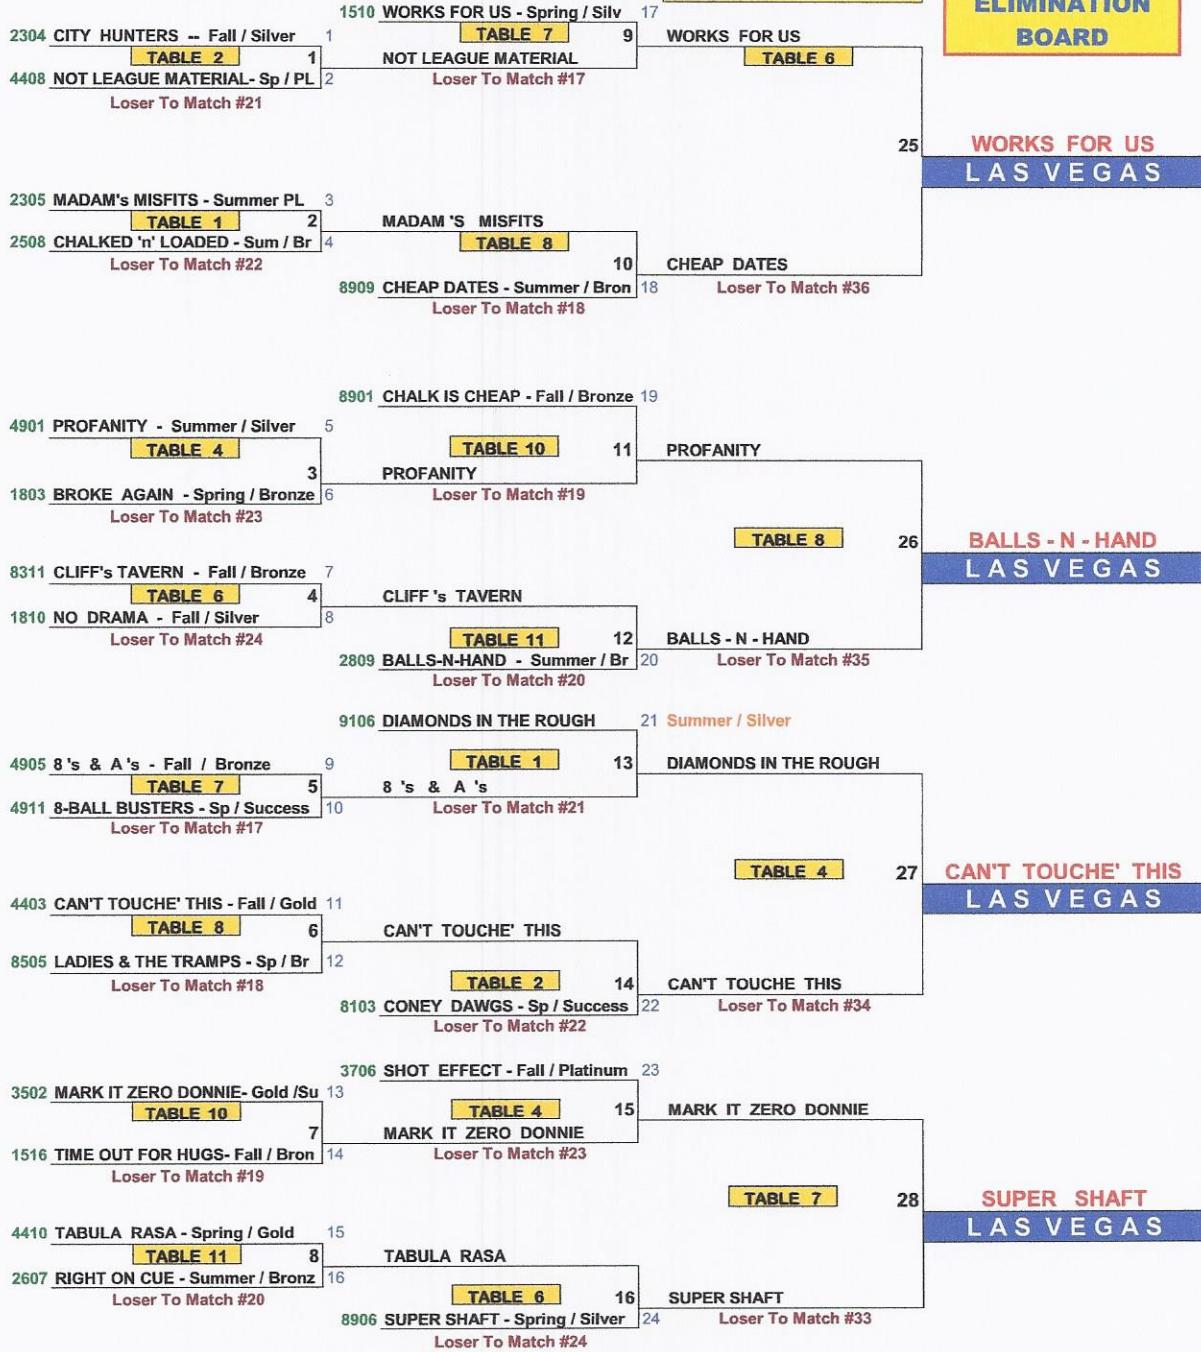 ELIMINATION
BOARD
1510 WORKS FOR US - Spring / Silv 17
2304 CITY HUNTERS -- Fall / Silver 1
TABLE 7 9 WORKS FOR US
TABLE 2 1 NOT LEAGUE MATERIAL TABLE 6
4408 NOT LEAGUE MATERIAL- Sp / PL 2 Loser To Match #17
Loser To Match #21
25 WORKS FOR US
LAS VEGAS
2305 MADAM's MISFITS - Summer PL 3
TABLE 1 2 MADAM 'S MISFITS
2508 CHALKED 'n' LOADED - Sum / Br 4 TABLE 8
Loser To Match #22 10 CHEAP DATES
8909 CHEAP DATES - Summer / Bron 18 Loser To Match #36
Loser To Match #18
8901 CHALK IS CHEAP - Fall / Bronze 19
4901 PROFANITY - Summer / Silver 5
TABLE 4 TABLE 10 11 PROFANITY
3 PROFANITY
1803 BROKE AGAIN - Spring / Bronze 6 Loser To Match #19
Loser To Match #23
TABLE 8 26 BALLS - N - HAND
LAS VEGAS
8311 CLIFF's TAVERN - Fall / Bronze 7
TABLE 6 4 CLIFF 's TAVERN
1810 NO DRAMA - Fall / Silver 8
Loser To Match #24 TABLE 11 12 BALLS - N - HAND
2809 BALLS-N-HAND - Summer / Br 20 Loser To Match #35
Loser To Match #20
9106 DIAMONDS IN THE ROUGH 21 Summer / Silver
4905 8 's & A 's - Fall / Bronze 9 TABLE 1 13 DIAMONDS IN THE ROUGH
TABLE 7 5 8 's & A 's
4911 8-BALL BUSTERS - Sp / Success 10 Loser To Match #21
Loser To Match #17
TABLE 4 27 CAN'T TOUCHE' THIS
LAS VEGAS
4403 CAN'T TOUCHE' THIS - Fall / Gold 11
TABLE 8 6 CAN'T TOUCHE' THIS
8505 LADIES & THE TRAMPS - Sp / Br 12
Loser To Match #18 TABLE 2 14 CAN'T TOUCHE THIS
8103 CONEY DAWGS - Sp / Success 22 Loser To Match #34
Loser To Match #22
3706 SHOT EFFECT - Fall / Platinum 23
3502 MARK IT ZERO DONNIE- Gold /Su 13
TABLE 10 TABLE 4 15 MARK IT ZERO DONNIE
7 MARK IT ZERO DONNIE
1516 TIME OUT FOR HUGS- Fall / Bron 14 Loser To Match #23
Loser To Match #19
TABLE 7 28 SUPER SHAFT
LAS VEGAS
4410 TABULA RASA - Spring / Gold 15
TABLE 11 8 TABULA RASA
2607 RIGHT ON CUE - Summer / Bronz 16
Loser To Match #20 TABLE 6 16 SUPER SHAFT
8906 SUPER SHAFT - Spring / Silver 24 Loser To Match #33
Loser To Match #24